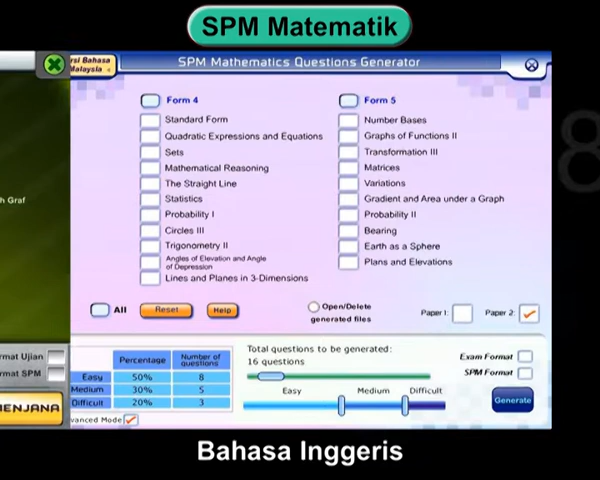 SPM Matematik
rsi Bahasa
Malaysia
SPM Mathematics Questions Generator
Form 4
Standard Form
Quadratic Expressions and Equations
Sets
Mathematical Reasoning
The Straight Line
Statistics
Probability I
Circles III
Trigonometry II
Angles of Elevation and Angle
of Depression
Lines and Planes in 3-Dimensions
Form 5
Number Bases
Graphs of Functions II
Transformation III
Matrices
Variations
Gradient and Area under a Graph
Probability II
Bearing
Earth as a Sphere
Plans and Elevations
h Graf
8
All
Reset
Help
Open/Delete
generated files
Paper 1:
Paper 2:
rmat Ujian
rmat SPM
ENJANA
Percentage Number of questions
Easy 50% 8
Medium 30% 5
Difficult 20% 3
vanced Mode
Total questions to be generated:
16 questions
Easy Medium Difficult
Exam Format
SPM Format
Generate
Bahasa Inggeris